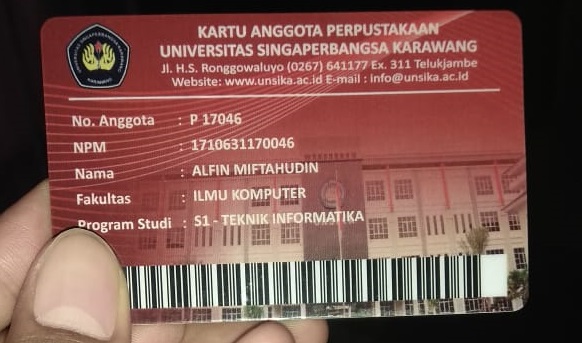 KARTU ANGGOTA PERPUSTAKAAN
UNIVERSITAS SINGAPERBANGSA KARAWANG
Jl. H.S. Ronggowaluyo (0267) 641177 Ex. 311 Telukjambe
Website: www.unsika.ac.id E-mail : info@unsika.ac.id
No. Anggota : P 17046
NPM : 1710631170046
Nama : ALFIN MIFTAHUDIN
Fakultas : ILMU KOMPUTER
Program Studi : S1 - TEKNIK INFORMATIKA